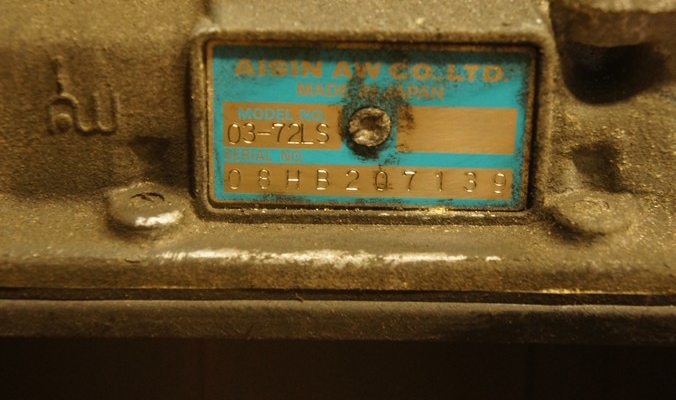 AISIN AW CO.,LTD.
MADE IN JAPAN
MODEL NO.
03-72LS
SERIAL NO.
08HB207139